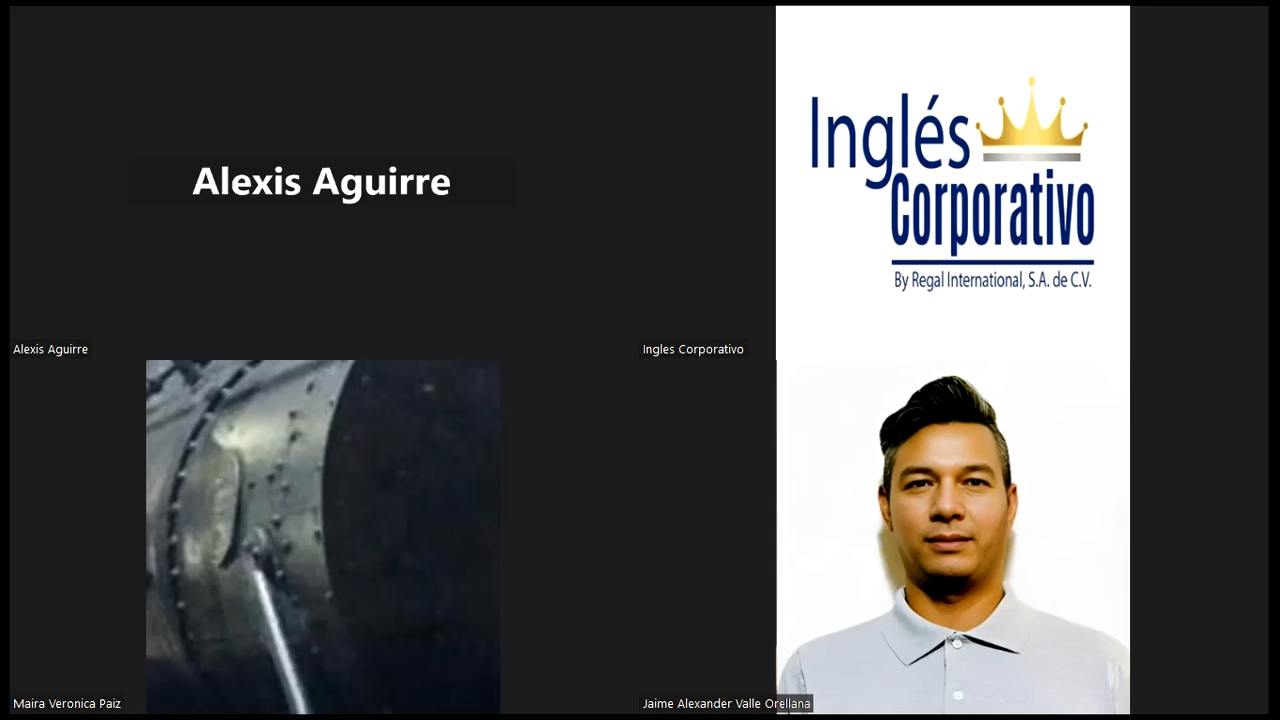 Alexis Aguirre
Inglés
Corporativo
By Regal International, S.A. de C.V.
Alexis Aguirre
Ingles Corporativo
Maira Veronica Paiz
Jaime Alexander Valle Orellana